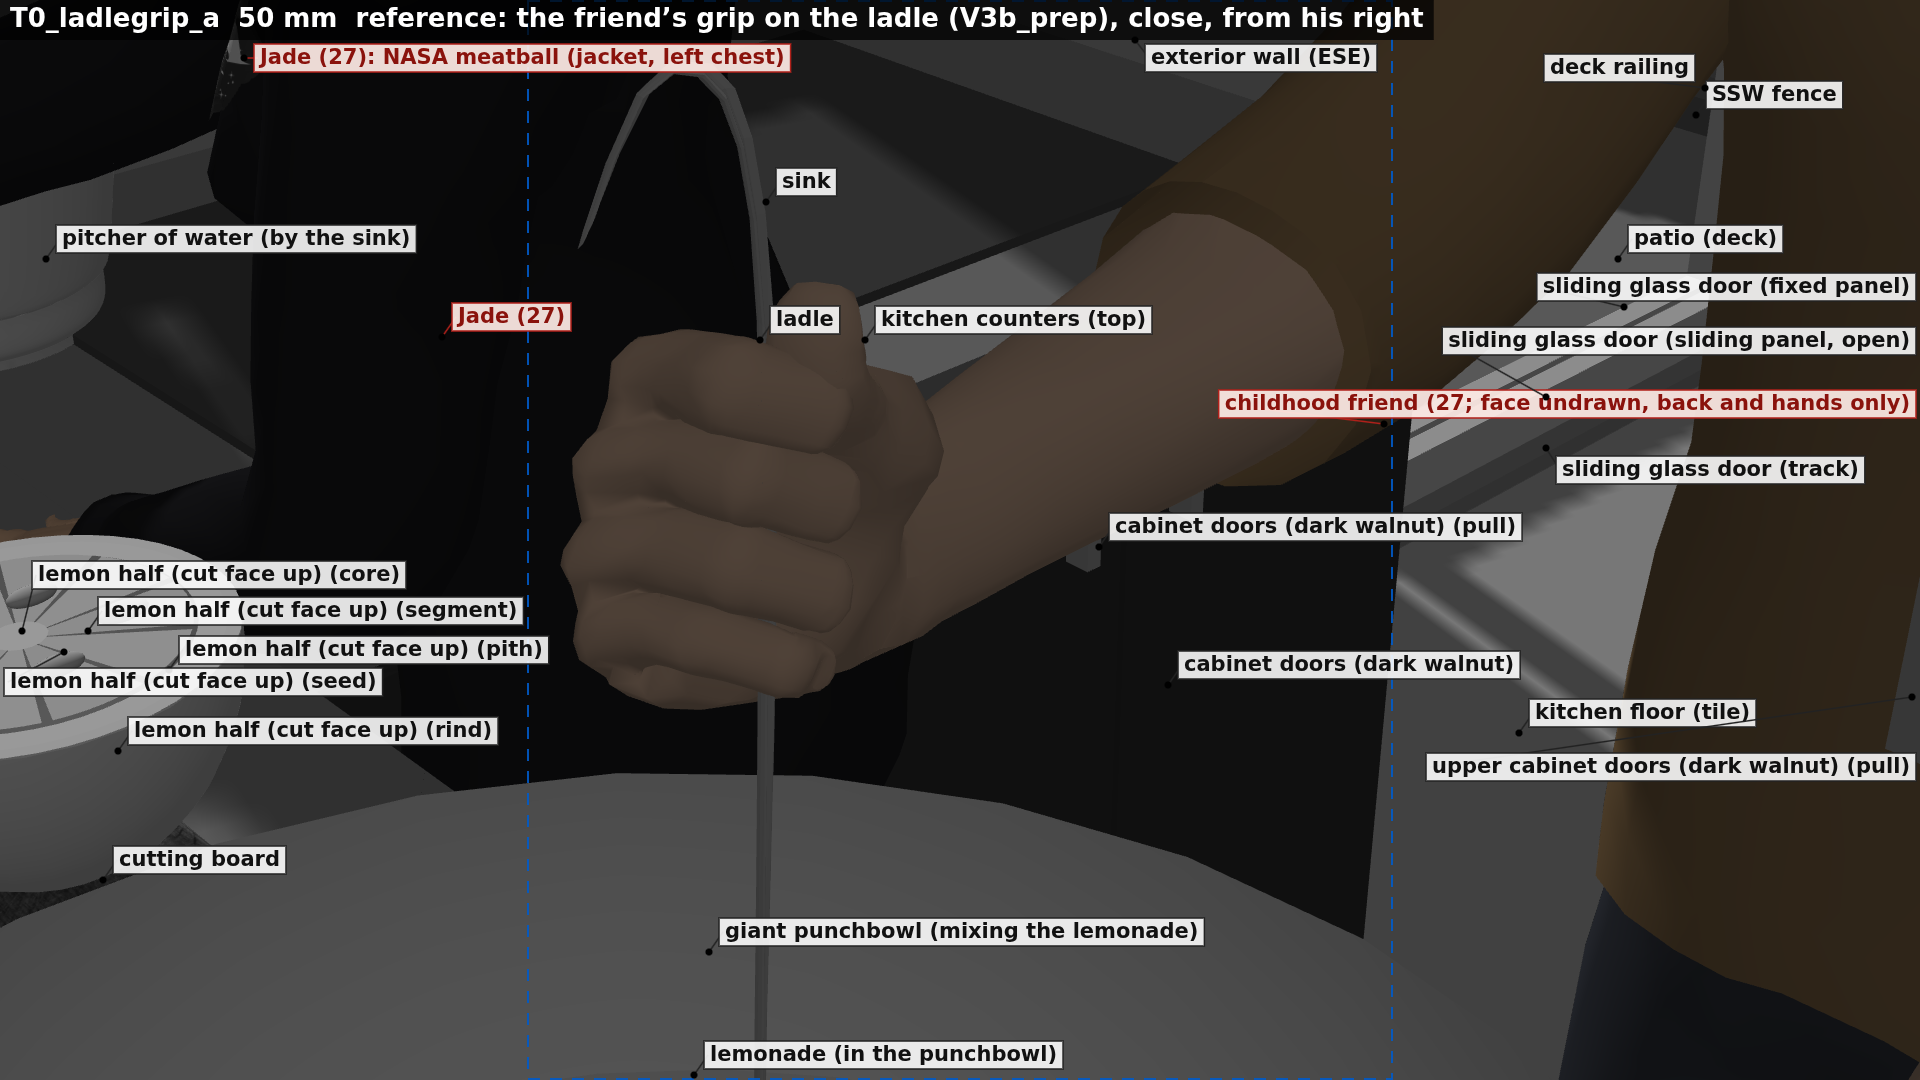 T0_ladlegrip_a  50 mm  reference: the friend’s grip on the ladle (V3b_prep), close, from his right
Jade (27): NASA meatball (jacket, left chest)
exterior wall (ESE)
deck railing
SSW fence
sink
pitcher of water (by the sink)
patio (deck)
sliding glass door (fixed panel)
Jade (27)
ladle
kitchen counters (top)
sliding glass door (sliding panel, open)
childhood friend (27; face undrawn, back and hands only)
sliding glass door (track)
cabinet doors (dark walnut) (pull)
lemon half (cut face up) (core)
lemon half (cut face up) (segment)
lemon half (cut face up) (pith)
cabinet doors (dark walnut)
lemon half (cut face up) (seed)
kitchen floor (tile)
lemon half (cut face up) (rind)
upper cabinet doors (dark walnut) (pull)
cutting board
giant punchbowl (mixing the lemonade)
lemonade (in the punchbowl)